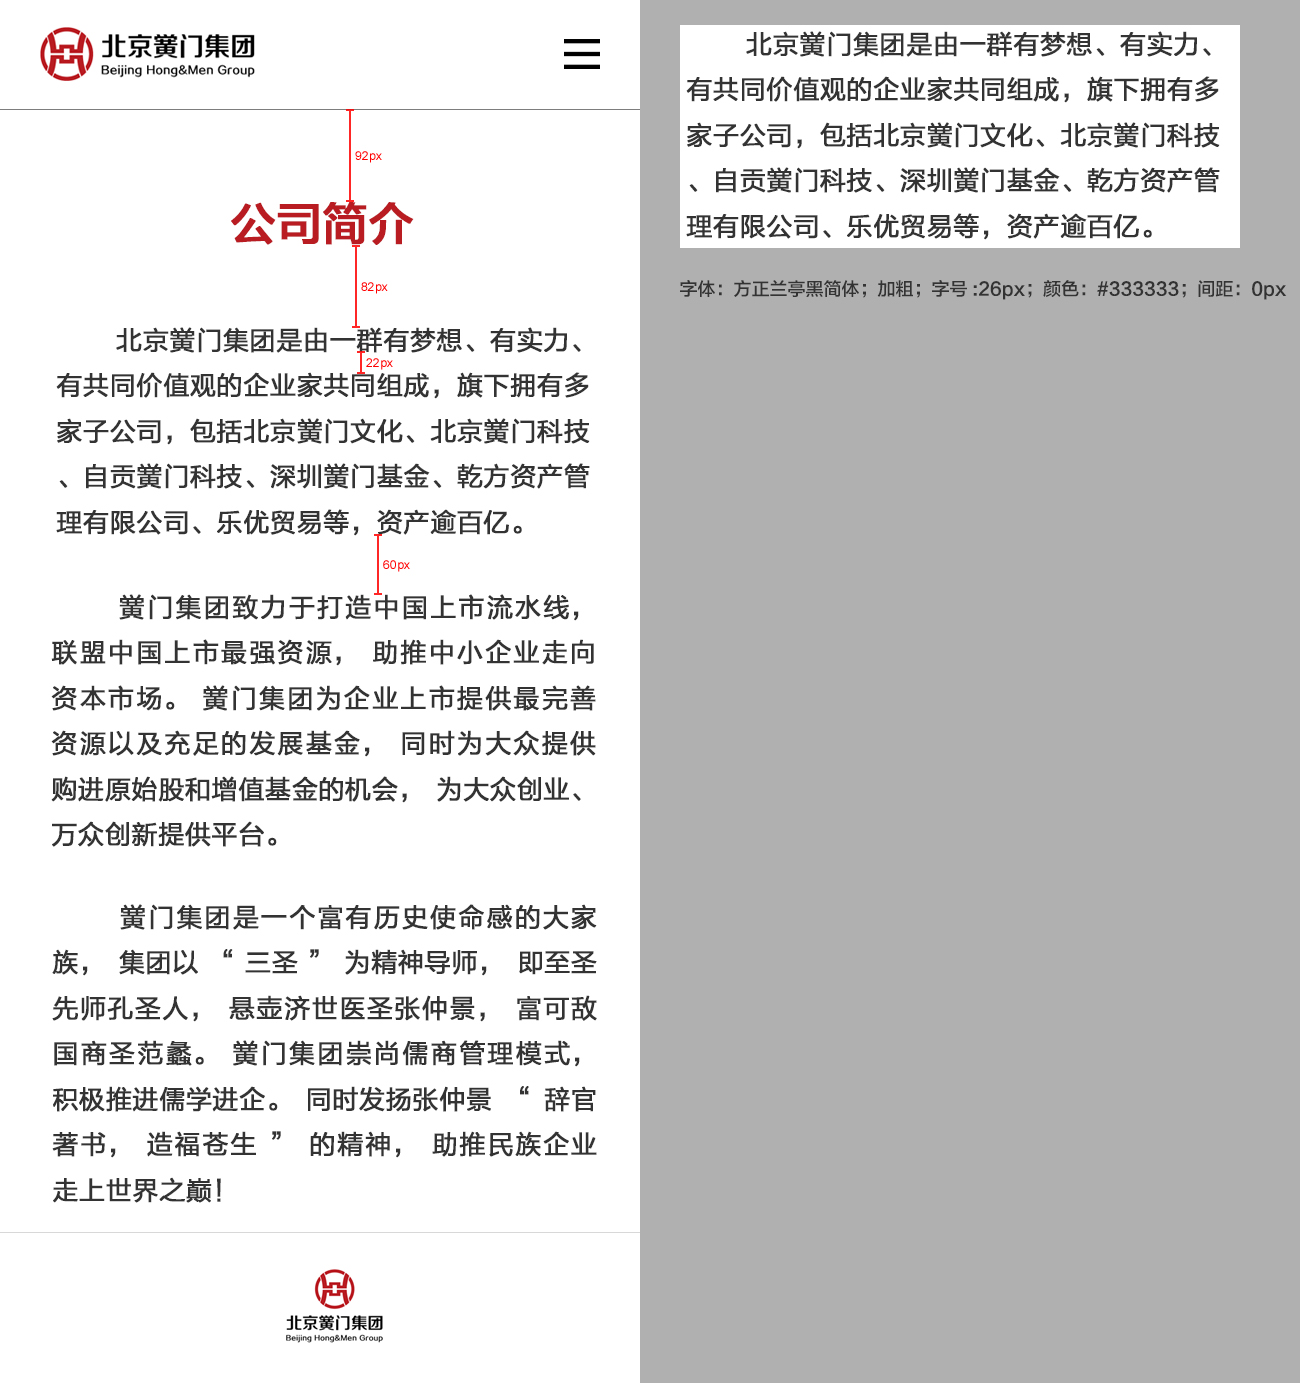 北京黉门集团
Beijing Hong&Men Group
92px
公司简介
82px
北京黉门集团是由一群有梦想、有实力、
22px
有共同价值观的企业家共同组成，旗下拥有多
家子公司，包括北京黉门文化、北京黉门科技
、自贡黉门科技、深圳黉门基金、乾方资产管
理有限公司、乐优贸易等，资产逾百亿。
60px
黉门集团致力于打造中国上市流水线，
联盟中国上市最强资源， 助推中小企业走向
资本市场。 黉门集团为企业上市提供最完善
资源以及充足的发展基金， 同时为大众提供
购进原始股和增值基金的机会， 为大众创业、
万众创新提供平台。
黉门集团是一个富有历史使命感的大家
族， 集团以 “ 三圣 ” 为精神导师， 即至圣
先师孔圣人， 悬壶济世医圣张仲景， 富可敌
国商圣范蠡。 黉门集团崇尚儒商管理模式，
积极推进儒学进企。 同时发扬张仲景 “ 辞官
著书， 造福苍生 ” 的精神， 助推民族企业
走上世界之巅！
北京黉门集团
Beijing Hong&Men Group
北京黉门集团是由一群有梦想、有实力、
有共同价值观的企业家共同组成，旗下拥有多
家子公司，包括北京黉门文化、北京黉门科技
、自贡黉门科技、深圳黉门基金、乾方资产管
理有限公司、乐优贸易等，资产逾百亿。
字体：方正兰亭黑简体；加粗；字号 :26px；颜色：#333333；间距：0px